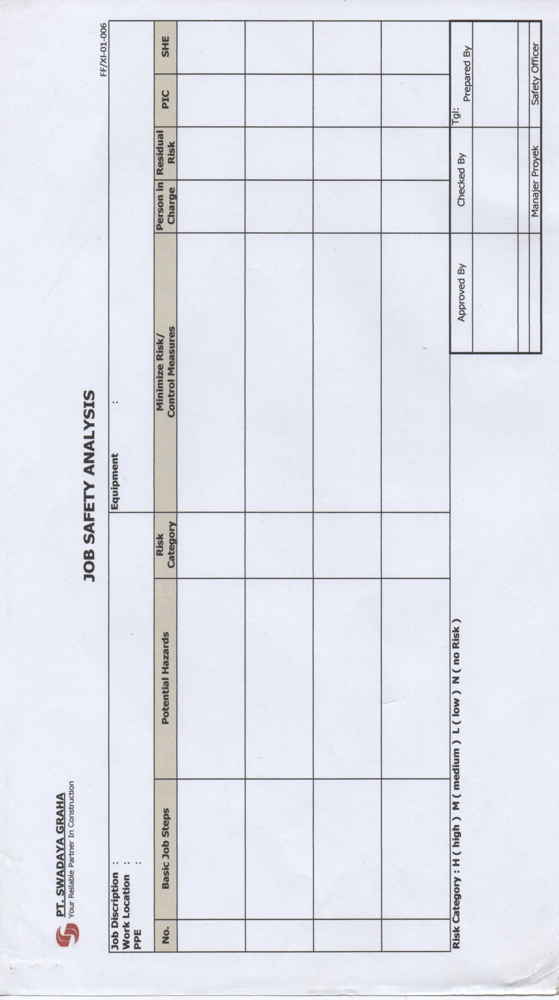 PT. SWADAYA GRAHA
Your Reliable Partner In Construction
JOB SAFETY ANALYSIS
FF/XI-01-006
Job Discription :
Work Location :
PPE :
Equipment :
No.
Basic Job Steps
Potential Hazards
Risk
Category
Minimize Risk/
Control Measures
Person in
Charge
Residual
Risk
PIC
SHE
Risk Category : H ( high ) M ( medium ) L ( low ) N ( no Risk )
Tgl:
Approved By
Checked By
Prepared By
Manajer Proyek
Safety Officer